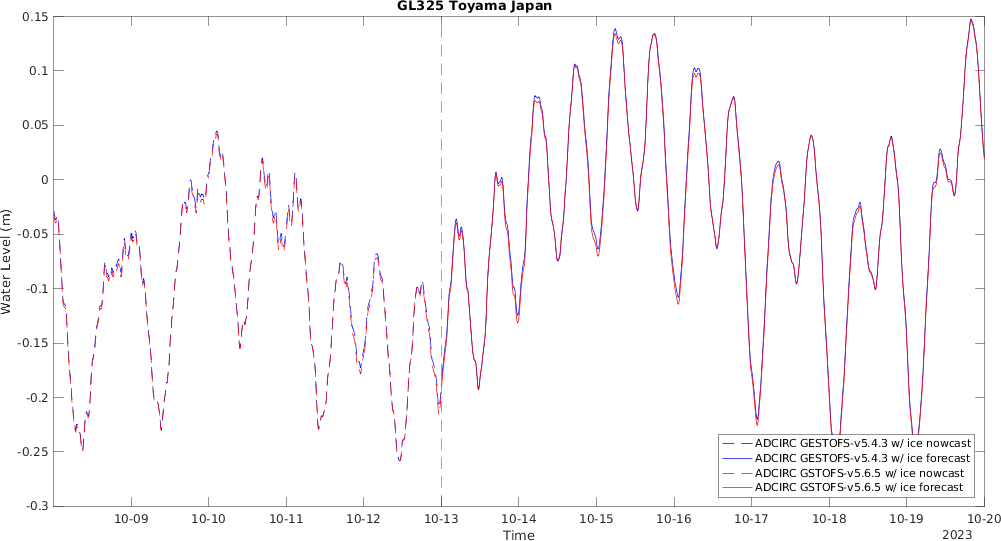 GL325 Toyama Japan
0.15
0.1
0.05
0
-0.05
-0.1
-0.15
-0.2
-0.25
-0.3
Water Level (m)
ADCIRC GESTOFS-v5.4.3 w/ ice nowcast
ADCIRC GESTOFS-v5.4.3 w/ ice forecast
ADCIRC GSTOFS-v5.6.5 w/ ice nowcast
ADCIRC GSTOFS-v5.6.5 w/ ice forecast
10-09 10-10 10-11 10-12 10-13 10-14 10-15 10-16 10-17 10-18 10-19 10-20
Time
2023